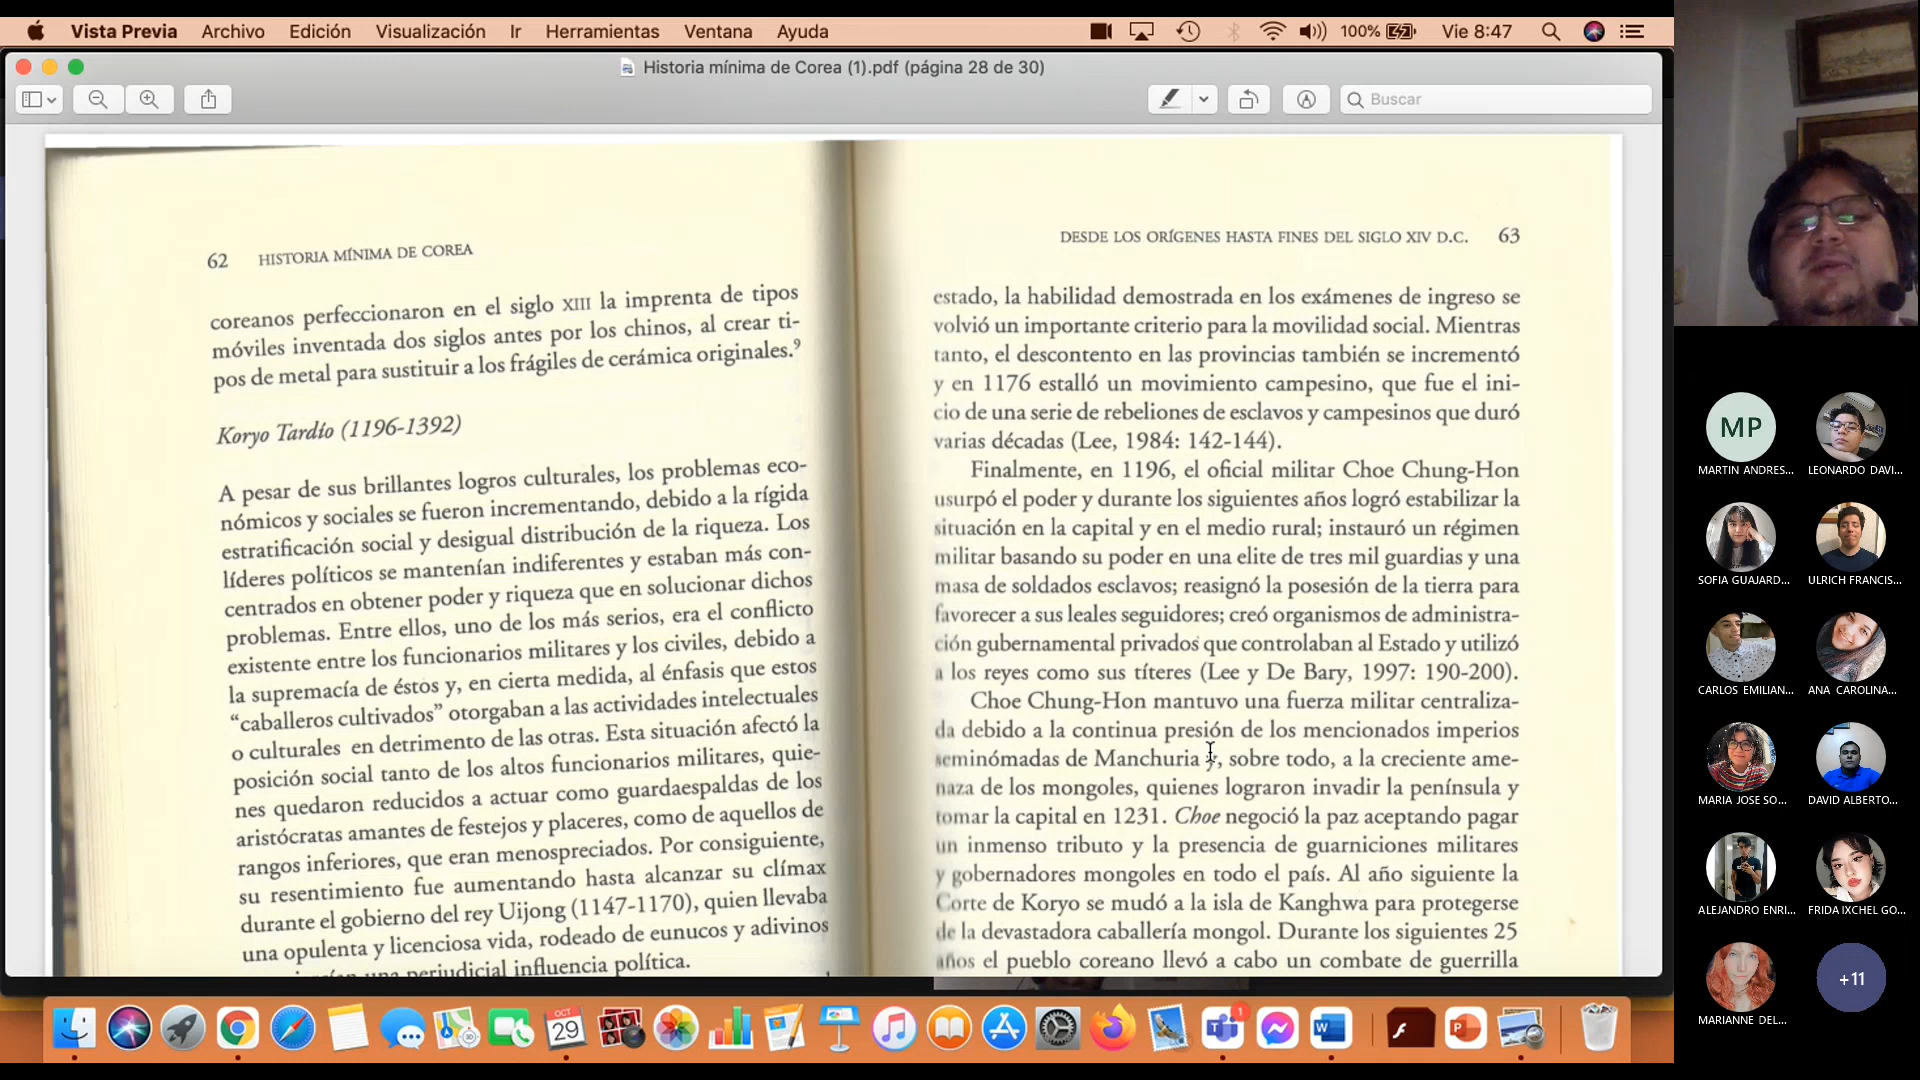 Vista Previa Archivo Edición Visualización Ir Herramientas Ventana Ayuda 100% Vie 8:47
Historia mínima de Corea (1).pdf (página 28 de 30)
Buscar
62 HISTORIA MÍNIMA DE COREA
coreanos perfeccionaron en el siglo XIII la imprenta de tipos
móviles inventada dos siglos antes por los chinos, al crear ti-
pos de metal para sustituir a los frágiles de cerámica originales.⁹
Koryo Tardío (1196-1392)
A pesar de sus brillantes logros culturales, los problemas eco-
nómicos y sociales se fueron incrementando, debido a la rígida
estratificación social y desigual distribución de la riqueza. Los
líderes políticos se mantenían indiferentes y estaban más con-
centrados en obtener poder y riqueza que en solucionar dichos
problemas. Entre ellos, uno de los más serios, era el conflicto
existente entre los funcionarios militares y los civiles, debido a
la supremacía de éstos y, en cierta medida, al énfasis que estos
“caballeros cultivados” otorgaban a las actividades intelectuales
o culturales en detrimento de las otras. Esta situación afectó la
posición social tanto de los altos funcionarios militares, quie-
nes quedaron reducidos a actuar como guardaespaldas de los
aristócratas amantes de festejos y placeres, como de aquellos de
rangos inferiores, que eran menospreciados. Por consiguiente,
su resentimiento fue aumentando hasta alcanzar su clímax
durante el gobierno del rey Uijong (1147-1170), quien llevaba
una opulenta y licenciosa vida, rodeado de eunucos y adivinos
una perjudicial influencia política.
DESDE LOS ORÍGENES HASTA FINES DEL SIGLO XIV D.C. 63
estado, la habilidad demostrada en los exámenes de ingreso se
volvió un importante criterio para la movilidad social. Mientras
tanto, el descontento en las provincias también se incrementó
y en 1176 estalló un movimiento campesino, que fue el ini-
cio de una serie de rebeliones de esclavos y campesinos que duró
varias décadas (Lee, 1984: 142-144).
Finalmente, en 1196, el oficial militar Choe Chung-Hon
usurpó el poder y durante los siguientes años logró estabilizar la
situación en la capital y en el medio rural; instauró un régimen
militar basando su poder en una elite de tres mil guardias y una
masa de soldados esclavos; reasignó la posesión de la tierra para
favorecer a sus leales seguidores; creó organismos de administra-
ción gubernamental privados que controlaban al Estado y utilizó
a los reyes como sus títeres (Lee y De Bary, 1997: 190-200).
Choe Chung-Hon mantuvo una fuerza militar centraliza-
da debido a la continua presión de los mencionados imperios
seminómadas de Manchuria y, sobre todo, a la creciente ame-
naza de los mongoles, quienes lograron invadir la península y
tomar la capital en 1231. Choe negoció la paz aceptando pagar
un inmenso tributo y la presencia de guarniciones militares
y gobernadores mongoles en todo el país. Al año siguiente la
Corte de Koryo se mudó a la isla de Kanghwa para protegerse
de la devastadora caballería mongol. Durante los siguientes 25
años el pueblo coreano llevó a cabo un combate de guerrilla
MP
MARTIN ANDRES...
LEONARDO DAVI...
SOFIA GUAJARD...
ULRICH FRANCIS...
CARLOS EMILIAN...
ANA CAROLINA...
MARIA JOSE SO...
DAVID ALBERTO...
ALEJANDRO ENRI...
FRIDA IXCHEL GO...
MARIANNE DEL...
+11
OCT
29
1